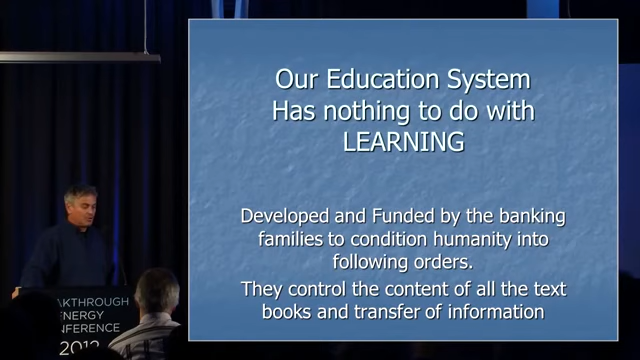 Our Education System
Has nothing to do with
LEARNING
Developed and Funded by the banking
families to condition humanity into
following orders.
They control the content of all the text
books and transfer of information
AKTHROUGH
ENERGY
NFERENCE
2012